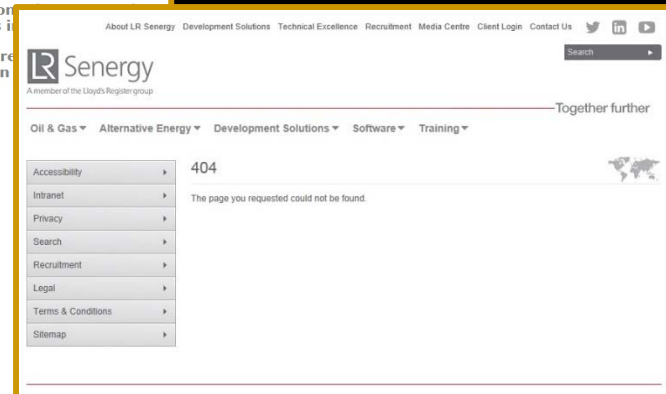 About LR Senergy Development Solutions Technical Excellence Recruitment Media Centre Client Login Contact Us
Search
LR Senergy
A member of the Lloyd's Register group
Together further
Oil & Gas Alternative Energy Development Solutions Software Training
Accessibility
Intranet
Privacy
Search
Recruitment
Legal
Terms & Conditions
Sitemap
404
The page you requested could not be found.